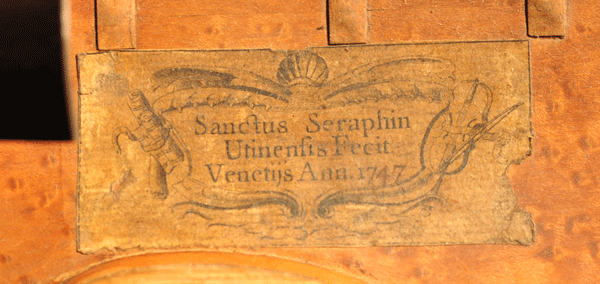 Sanctus Seraphin
Utinensis Fecit.
Venetijs Ann. 1747